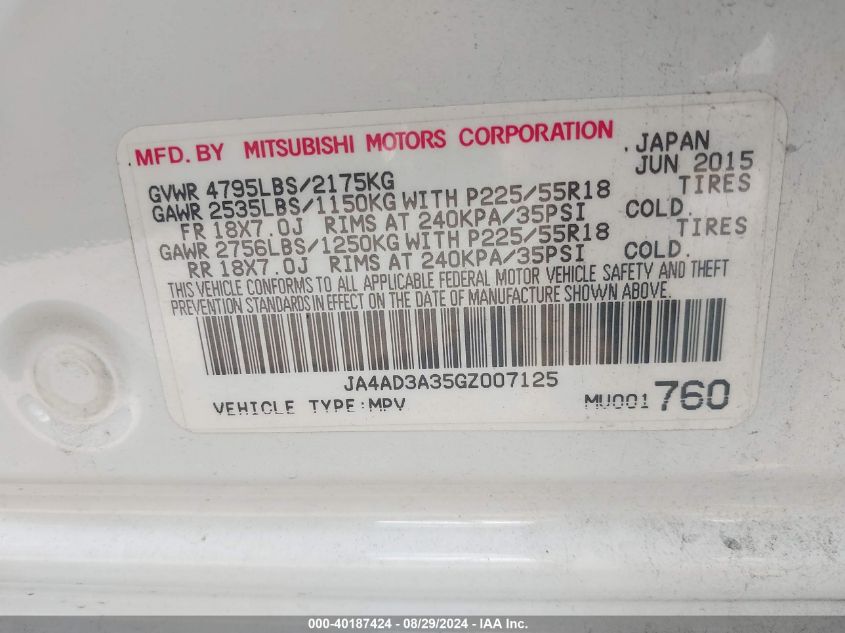 MFD. BY MITSUBISHI MOTORS CORPORATION . JAPAN
JUN 2015
GVWR 4795LBS/2175KG
GAWR 2535LBS/1150KG WITH P225/55R18 TIRES
FR 18X7.0J RIMS AT 240KPA/35PSI COLD.
GAWR 2756LBS/1250KG WITH P225/55R18 TIRES
RR 18X7.0J RIMS AT 240KPA/35PSI COLD.
THIS VEHICLE CONFORMS TO ALL APPLICABLE FEDERAL MOTOR VEHICLE SAFETY AND THEFT
PREVENTION STANDARDS IN EFFECT ON THE DATE OF MANUFACTURE SHOWN ABOVE.
JA4AD3A35GZ007125
VEHICLE TYPE:MPV MU001760
000-40187424 - 08/29/2024 - IAA Inc.